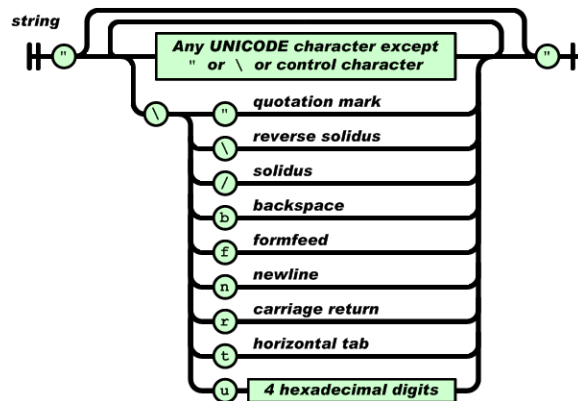 string
" Any UNICODE character except "
" or \ or control character
\ " quotation mark
\ reverse solidus
/ solidus
b backspace
f formfeed
n newline
r carriage return
t horizontal tab
u 4 hexadecimal digits